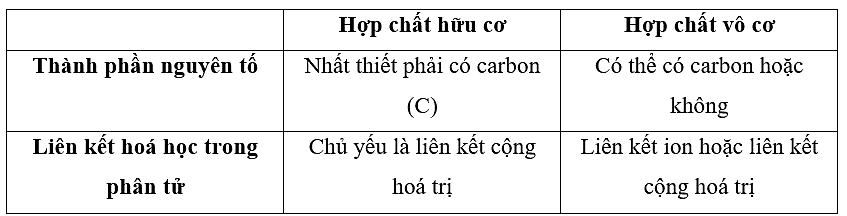 Hợp chất hữu cơ
Hợp chất vô cơ
Thành phần nguyên tố
Nhất thiết phải có carbon
(C)
Có thể có carbon hoặc
không
Liên kết hoá học trong
phân tử
Chủ yếu là liên kết cộng
hoá trị
Liên kết ion hoặc liên kết
cộng hoá trị